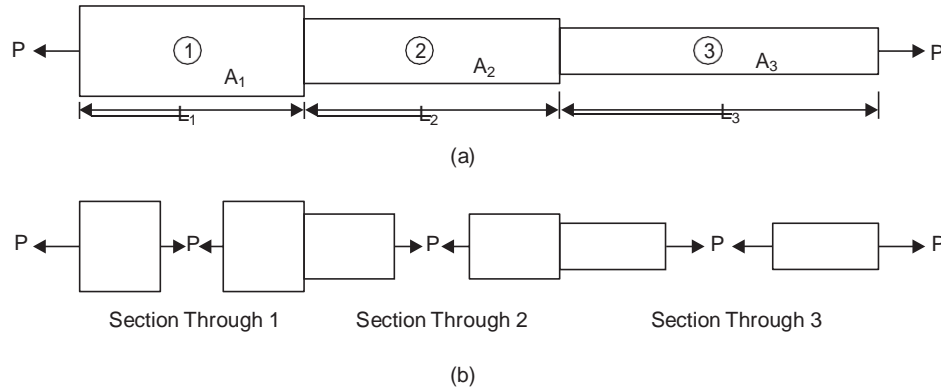 P ① ② ③ P
A₁ A₂ A₃
L₁ L₂ L₃
(a)
P P P P P
Section Through 1 Section Through 2 Section Through 3
(b)